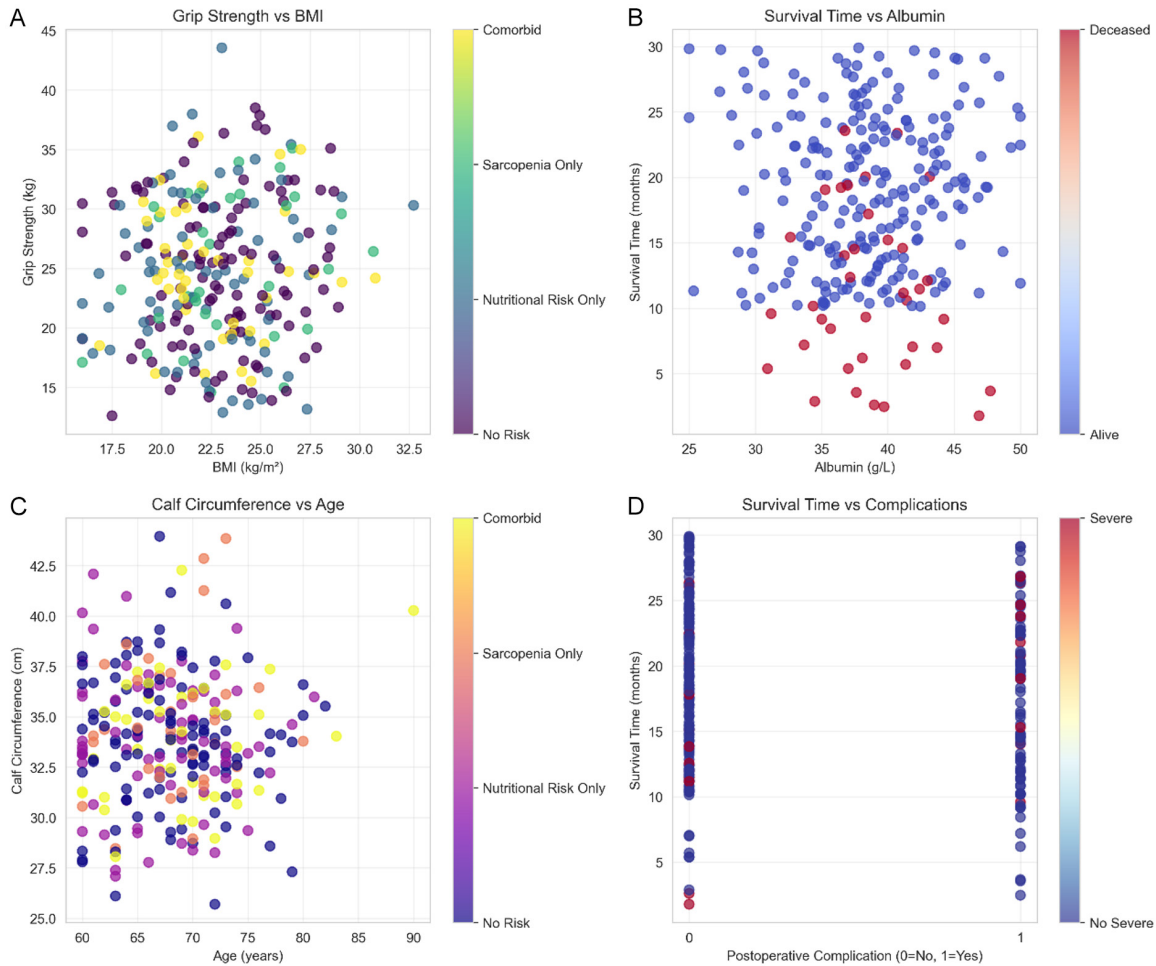 A
Grip Strength vs BMI
45
40
35
30
25
20
15
Grip Strength (kg)
17.5 20.0 22.5 25.0 27.5 30.0 32.5
BMI (kg/m²)
Comorbid
Sarcopenia Only
Nutritional Risk Only
No Risk
B
Survival Time vs Albumin
30
25
20
15
10
5
Survival Time (months)
25 30 35 40 45 50
Albumin (g/L)
Deceased
Alive
C
Calf Circumference vs Age
42.5
40.0
37.5
35.0
32.5
30.0
27.5
25.0
Calf Circumference (cm)
60 65 70 75 80 85 90
Age (years)
Comorbid
Sarcopenia Only
Nutritional Risk Only
No Risk
D
Survival Time vs Complications
30
25
20
15
10
5
Survival Time (months)
0 1
Postoperative Complication (0=No, 1=Yes)
Severe
No Severe